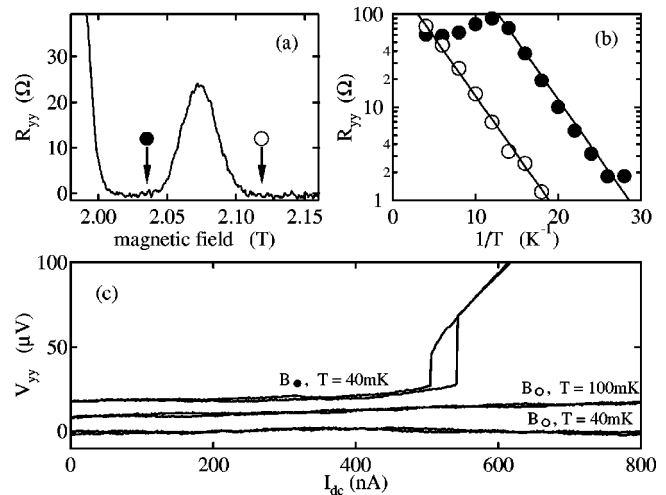 (a)
R_yy (Ω)
30
20
10
0
2.00 2.05 2.10 2.15
magnetic field (T)
(b)
R_yy (Ω)
100
4
2
10
4
2
1
0 10 20 30
1/T (K⁻¹)
(c)
V_yy (μV)
100
50
0
B●, T = 40mK
B○, T = 100mK
B○, T = 40mK
0 200 400 600 800
I_dc (nA)